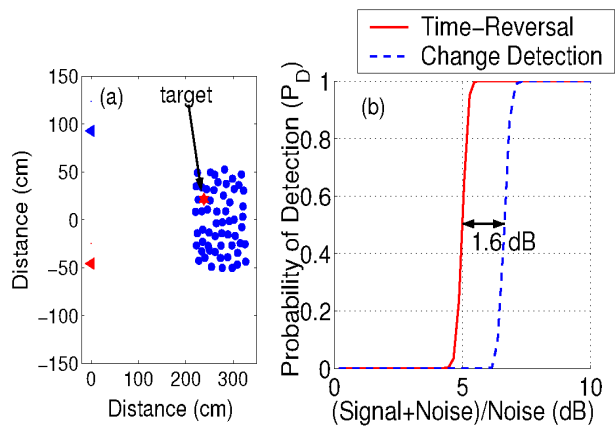 Time−Reversal
Change Detection
(a)
target
150
100
50
0
−50
−100
−150
Distance (cm)
0
100
200
300
Distance (cm)
(b)
1.6 dB
1
0.8
0.6
0.4
0.2
0
Probability of Detection (P_D)
0
5
10
(Signal+Noise)/Noise (dB)